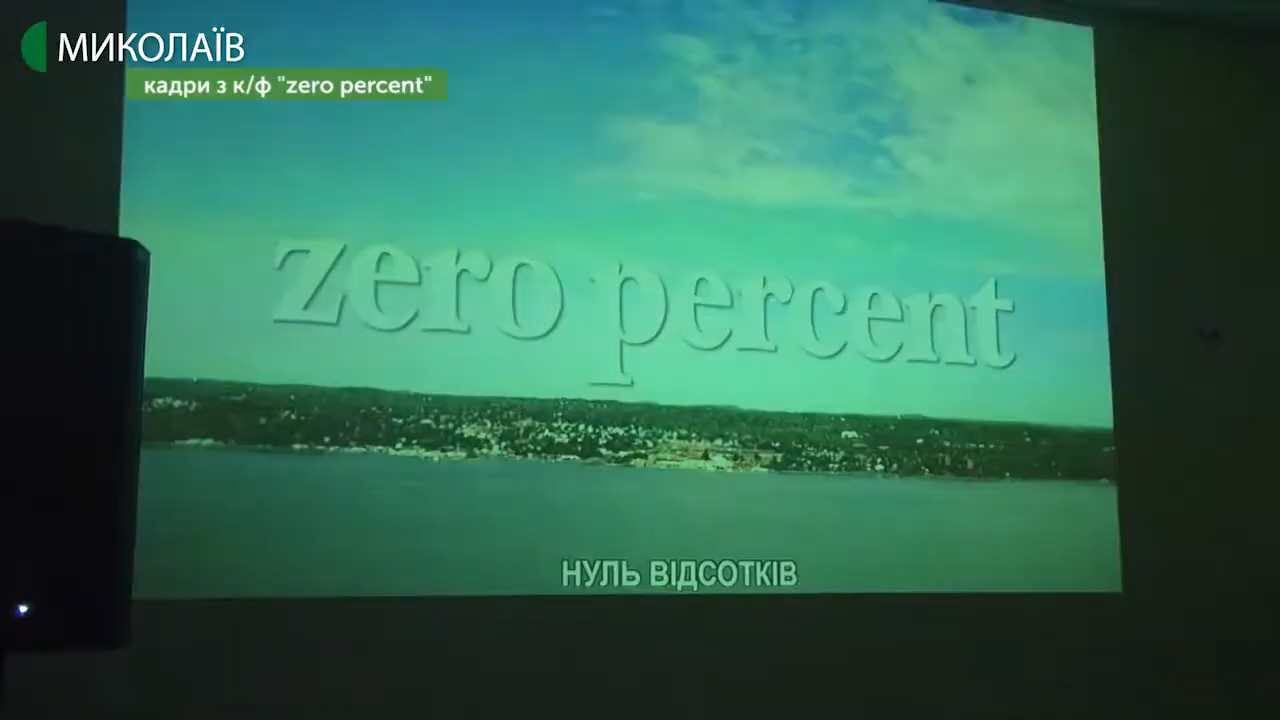 МИКОЛАЇВ
кадри з к/ф "zero percent"
zero percent
НУЛЬ ВІДСОТКІВ